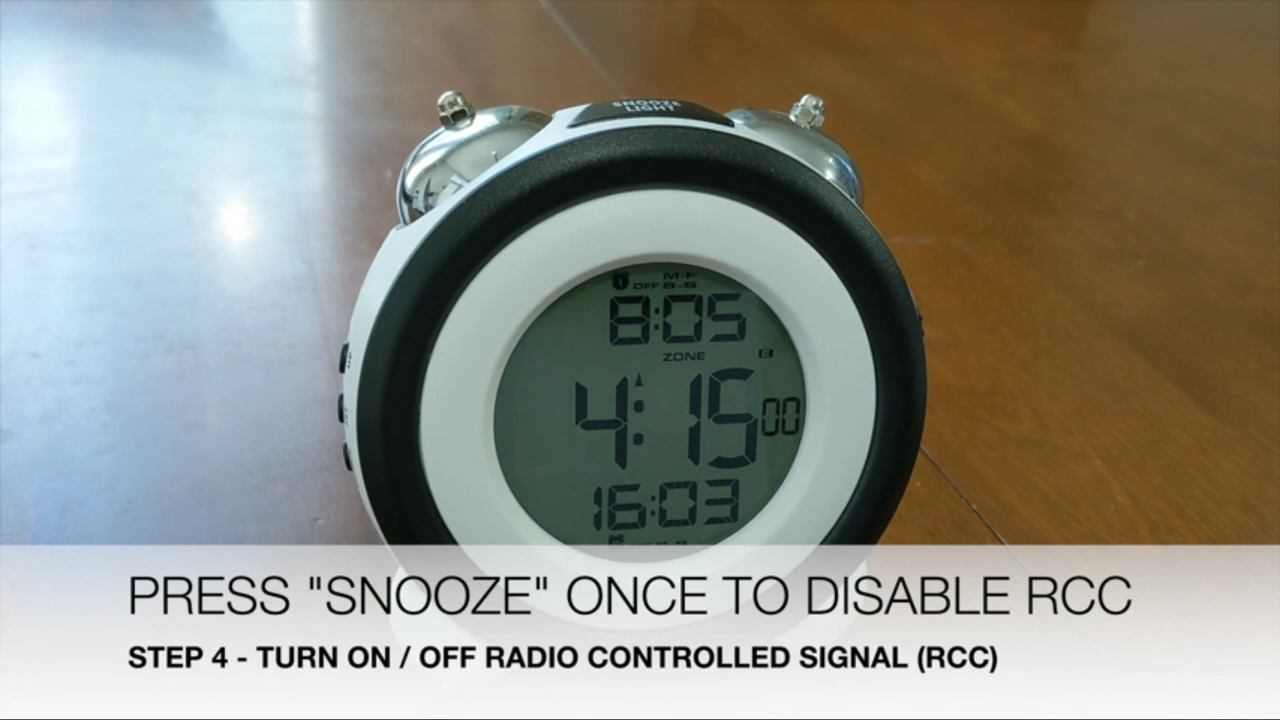 SNOOZE
LIGHT
M-F
OFF S-S
8:05
ZONE E
4:15 00
16:03
PRESS "SNOOZE" ONCE TO DISABLE RCC
STEP 4 - TURN ON / OFF RADIO CONTROLLED SIGNAL (RCC)